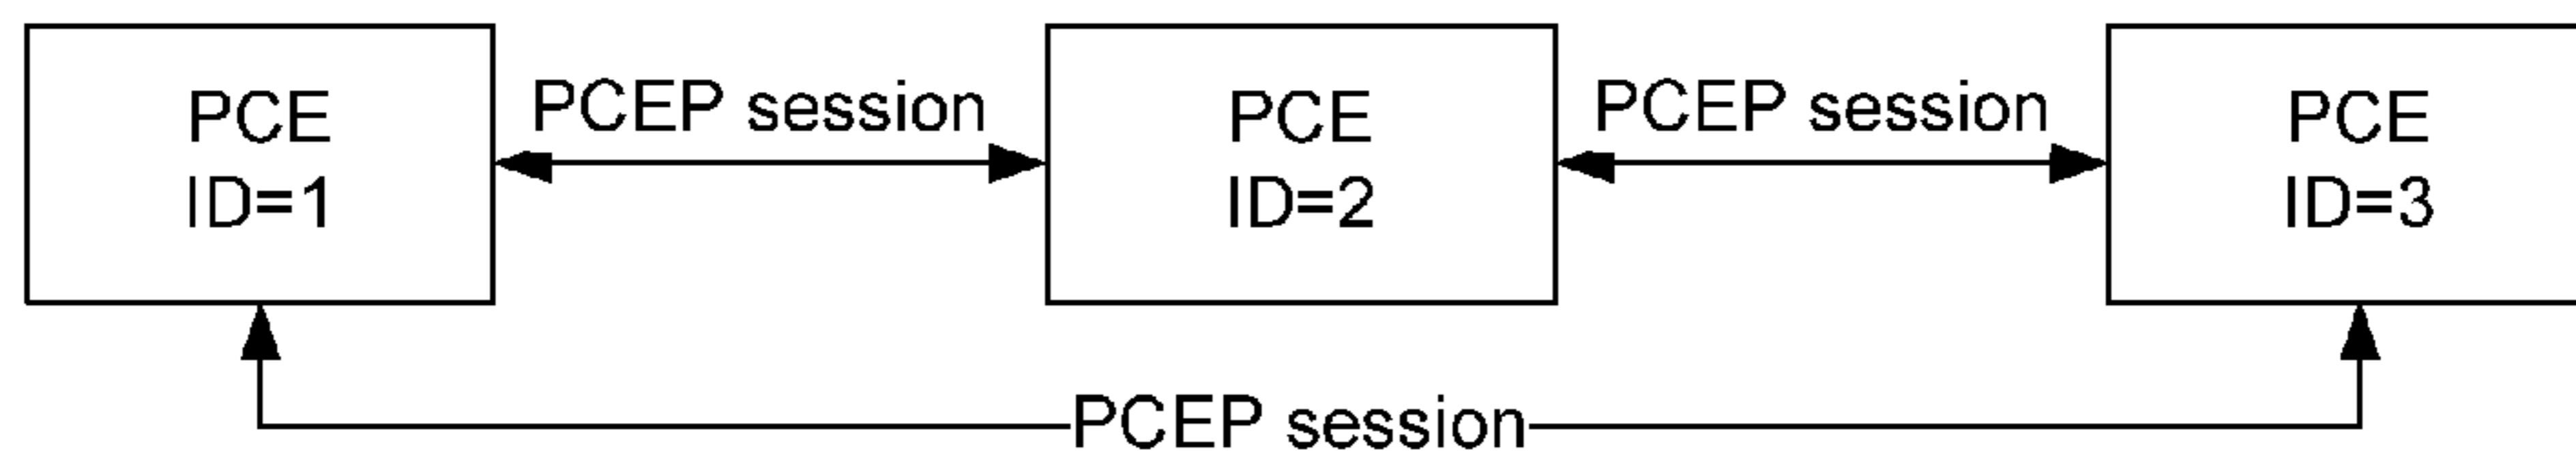 PCE
ID=1
PCEP session
PCE
ID=2
PCEP session
PCE
ID=3
PCEP session